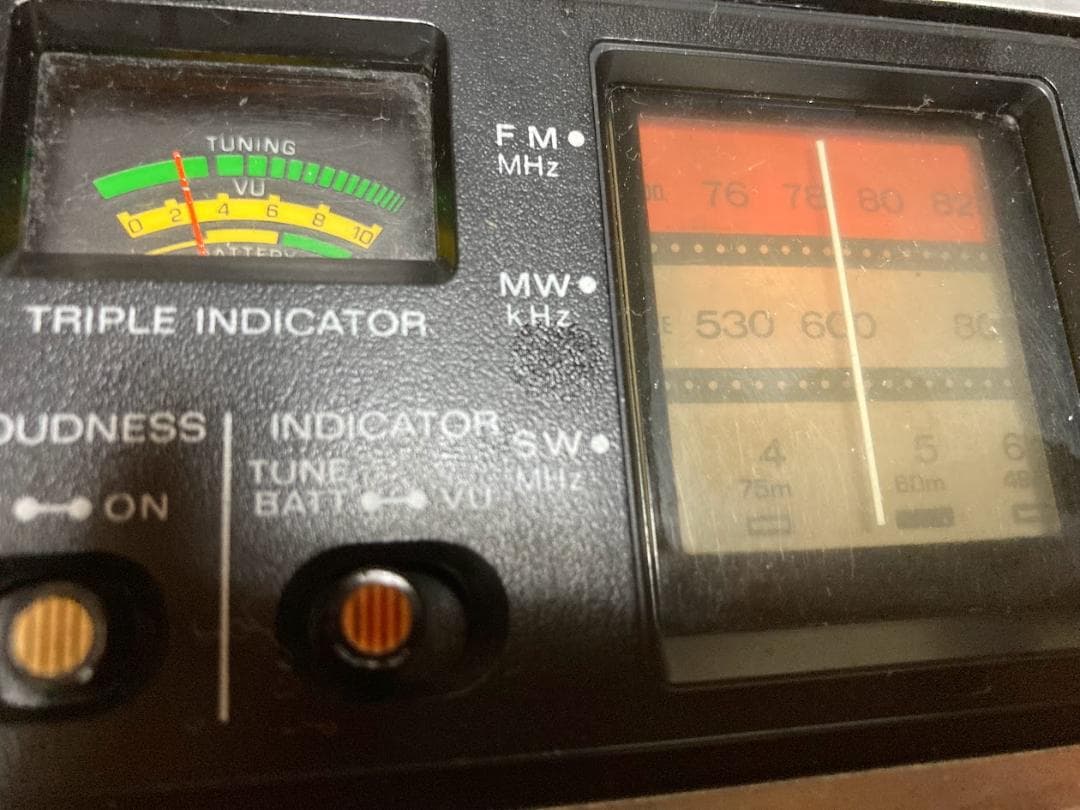 TUNING
VU
0 2 4 6 8 10
BATTERY
TRIPLE INDICATOR
FM
MHz
76 78 80 82
MW
kHz
530 600
SW
MHz
4 5
75m 60m
OUDNESS
ON
INDICATOR
TUNE
BATT VU